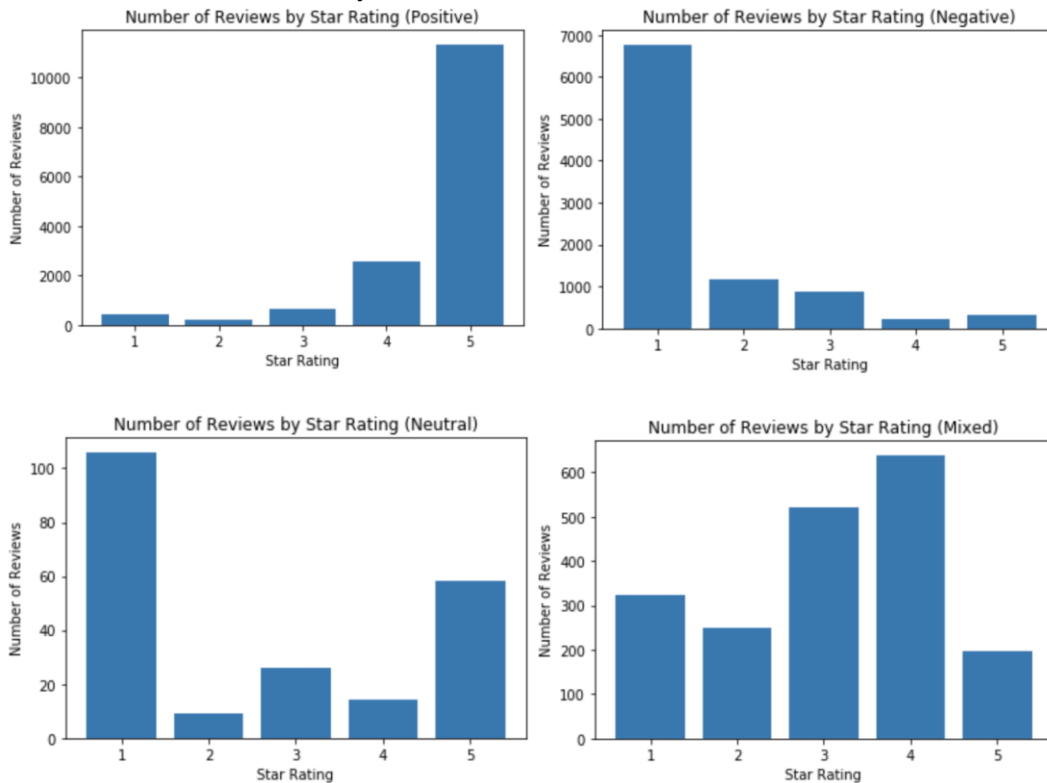 Number of Reviews by Star Rating (Positive)
10000
8000
6000
4000
2000
0
Number of Reviews
1 2 3 4 5
Star Rating
Number of Reviews by Star Rating (Negative)
7000
6000
5000
4000
3000
2000
1000
0
Number of Reviews
1 2 3 4 5
Star Rating
Number of Reviews by Star Rating (Neutral)
100
80
60
40
20
0
Number of Reviews
1 2 3 4 5
Star Rating
Number of Reviews by Star Rating (Mixed)
600
500
400
300
200
100
0
Number of Reviews
1 2 3 4 5
Star Rating